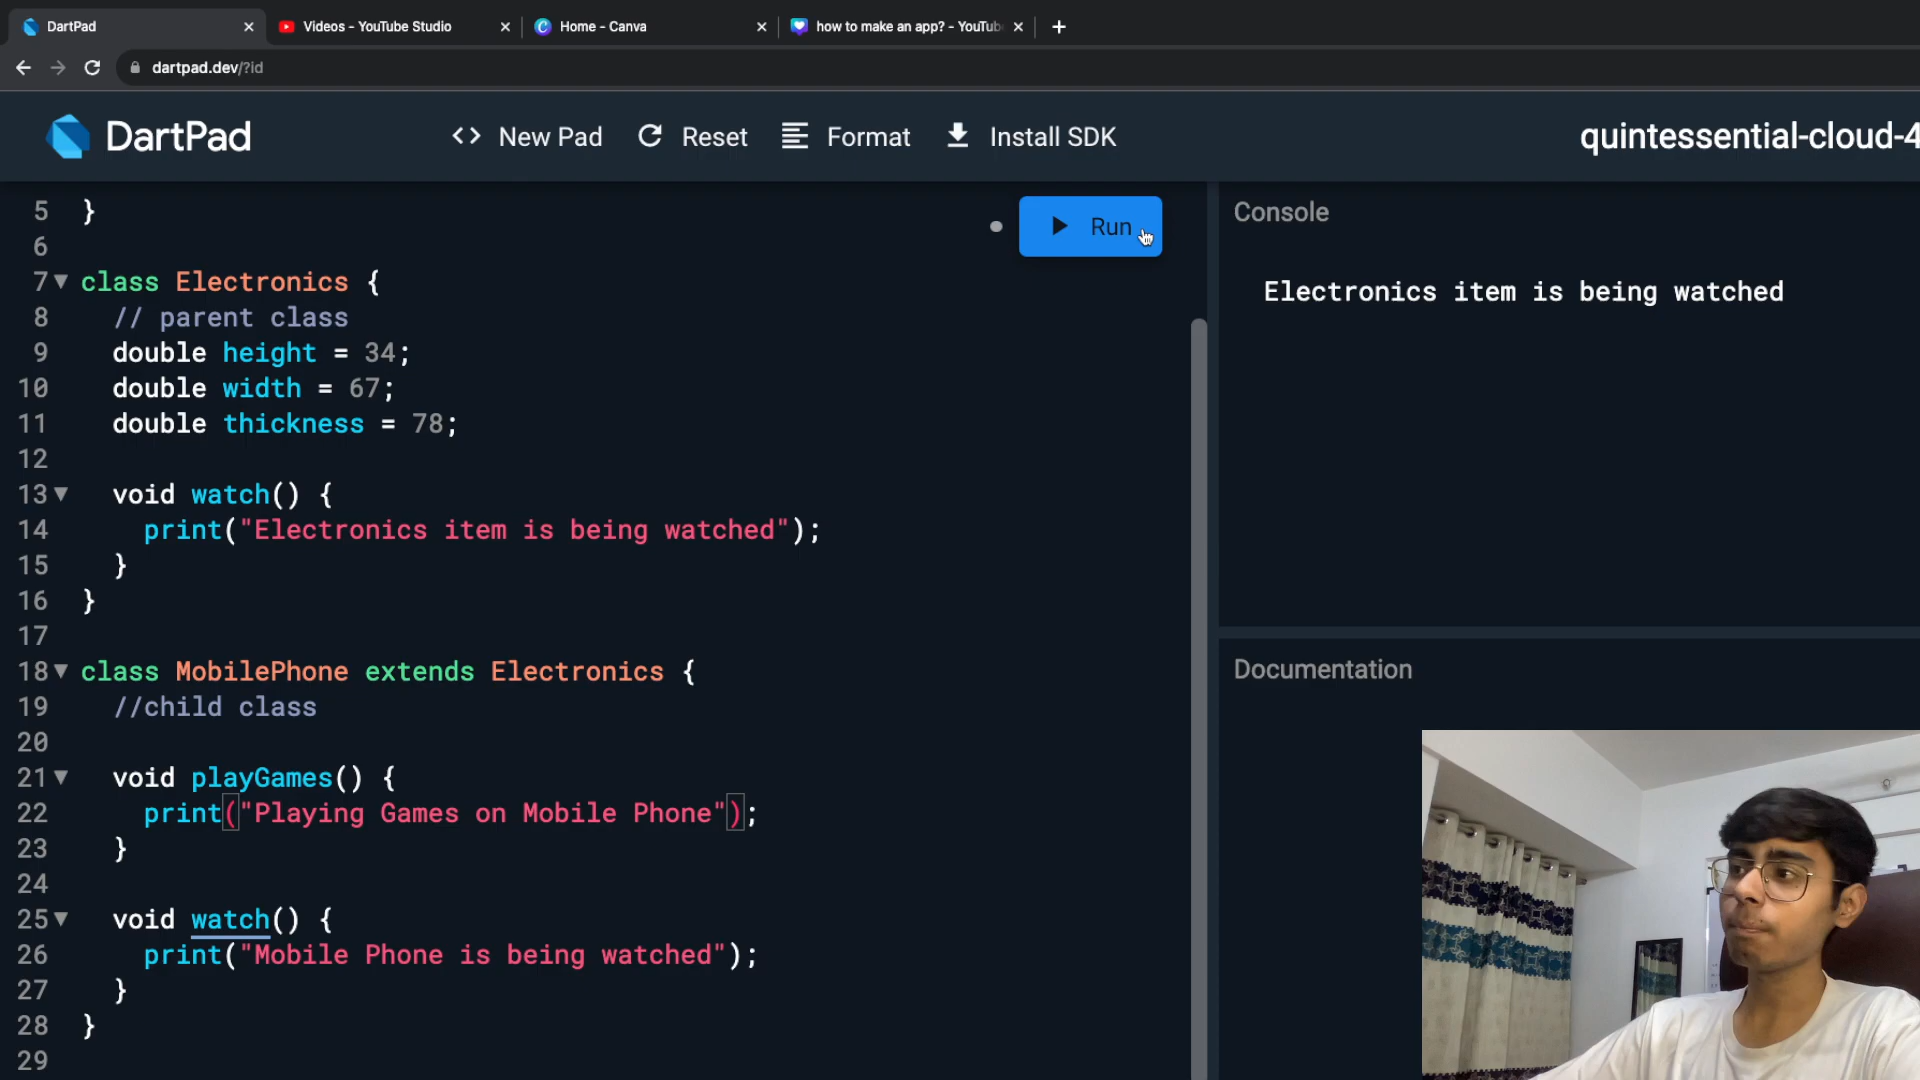 DartPad
Videos - YouTube Studio
Home - Canva
how to make an app? - YouTub
dartpad.dev/?id
DartPad
New Pad
Reset
Format
Install SDK
quintessential-cloud-4
Run
5 }
6
7 class Electronics {
8 // parent class
9 double height = 34;
10 double width = 67;
11 double thickness = 78;
12
13 void watch() {
14 print("Electronics item is being watched");
15 }
16 }
17
18 class MobilePhone extends Electronics {
19 //child class
20
21 void playGames() {
22 print("Playing Games on Mobile Phone");
23 }
24
25 void watch() {
26 print("Mobile Phone is being watched");
27 }
28 }
29
Console
Electronics item is being watched
Documentation